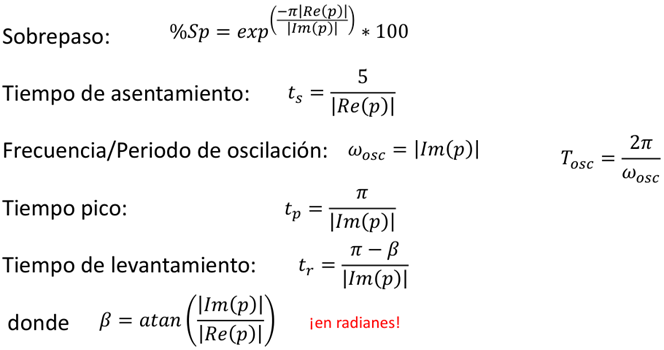 Sobrepaso: %Sp = exp^(−π|Re(p)|/|Im(p)|) * 100
Tiempo de asentamiento: t_s = 5/|Re(p)|
Frecuencia/Periodo de oscilación: ω_osc = |Im(p)| T_osc = 2π/ω_osc
Tiempo pico: t_p = π/|Im(p)|
Tiempo de levantamiento: t_r = (π − β)/|Im(p)|
donde β = atan(|Im(p)|/|Re(p)|) ¡en radianes!